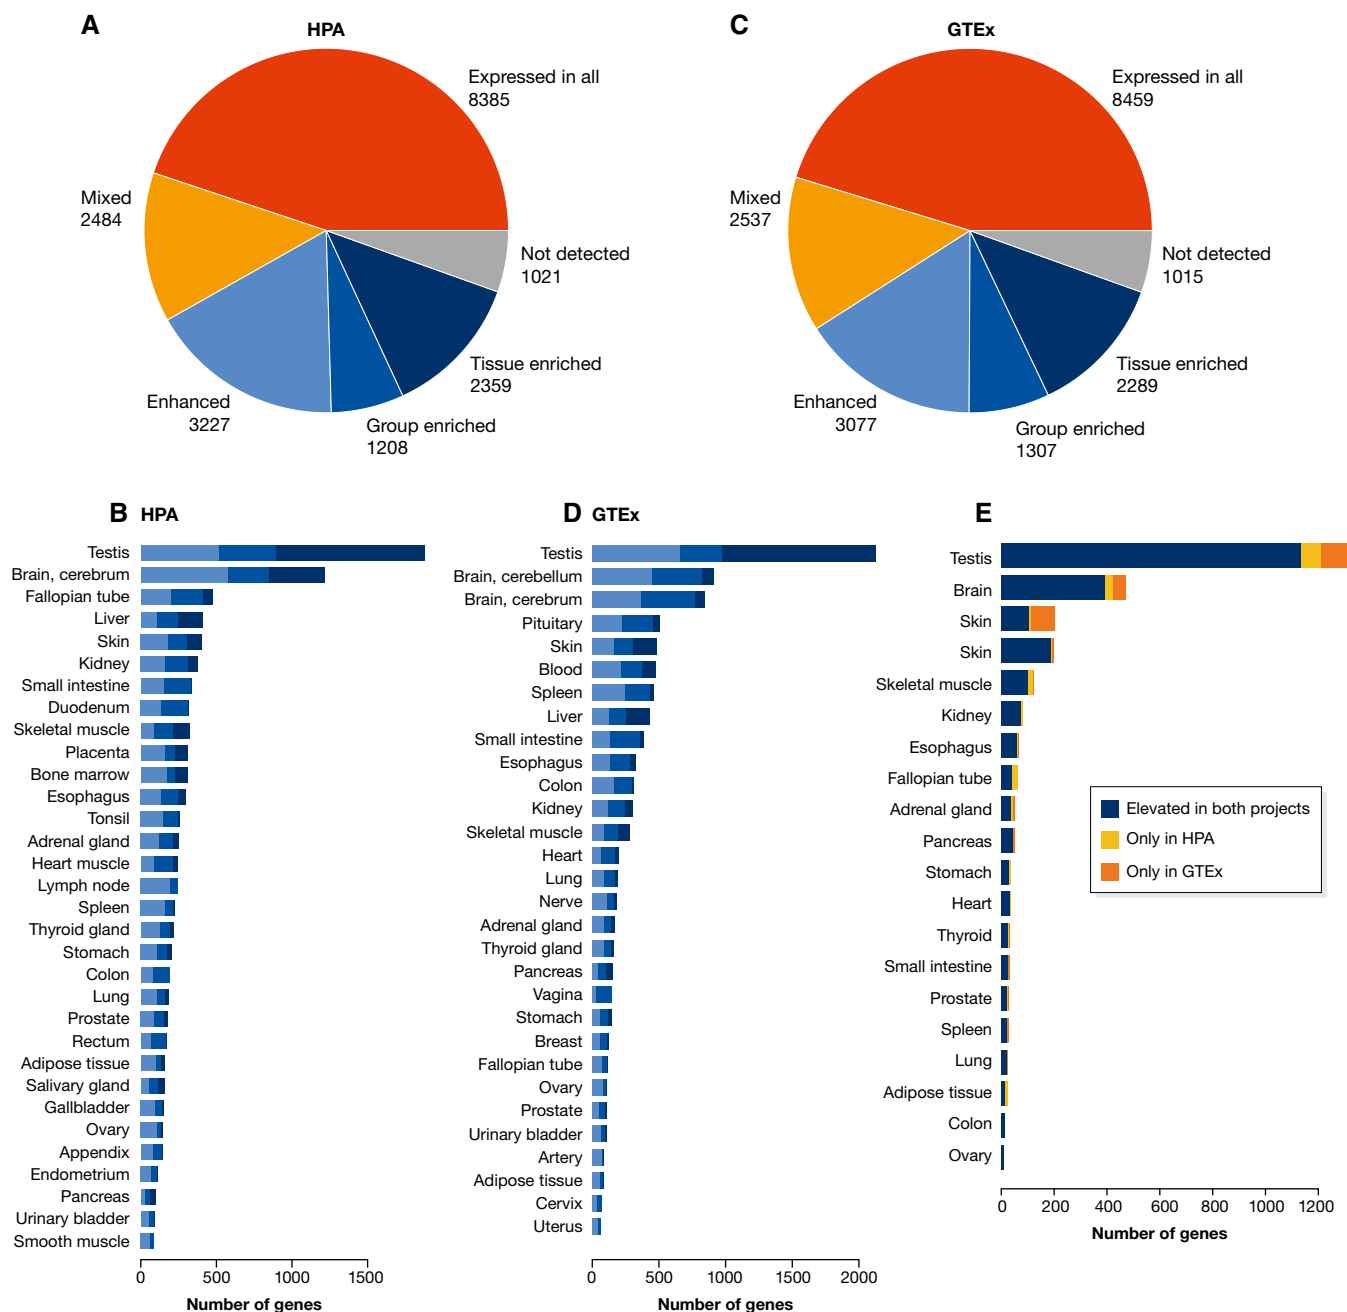 A
HPA
Expressed in all
8385
Mixed
2484
Not detected
1021
Tissue enriched
2359
Enhanced
3227
Group enriched
1208
C
GTEx
Expressed in all
8459
Mixed
2537
Not detected
1015
Tissue enriched
2289
Enhanced
3077
Group enriched
1307
B HPA
Testis
Brain, cerebrum
Fallopian tube
Liver
Skin
Kidney
Small intestine
Duodenum
Skeletal muscle
Placenta
Bone marrow
Esophagus
Tonsil
Adrenal gland
Heart muscle
Lymph node
Spleen
Thyroid gland
Stomach
Colon
Lung
Prostate
Rectum
Adipose tissue
Salivary gland
Gallbladder
Ovary
Appendix
Endometrium
Pancreas
Urinary bladder
Smooth muscle
0 500 1000 1500
Number of genes
D GTEx
Testis
Brain, cerebellum
Brain, cerebrum
Pituitary
Skin
Blood
Spleen
Liver
Small intestine
Esophagus
Colon
Kidney
Skeletal muscle
Heart
Lung
Nerve
Adrenal gland
Thyroid gland
Pancreas
Vagina
Stomach
Breast
Fallopian tube
Ovary
Prostate
Urinary bladder
Artery
Adipose tissue
Cervix
Uterus
0 500 1000 1500 2000
Number of genes
E
Testis
Brain
Skin
Skin
Skeletal muscle
Kidney
Esophagus
Fallopian tube
Adrenal gland
Pancreas
Stomach
Heart
Thyroid
Small intestine
Prostate
Spleen
Lung
Adipose tissue
Colon
Ovary
Elevated in both projects
Only in HPA
Only in GTEx
0 200 400 600 800 1000 1200
Number of genes